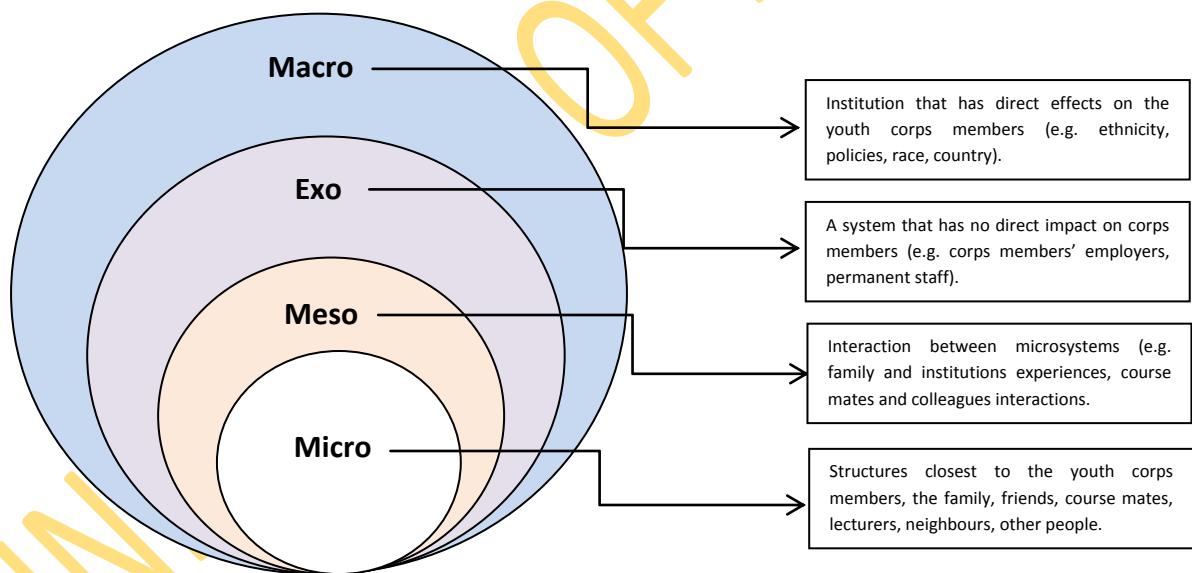 Macro
Institution that has direct effects on the
youth corps members (e.g. ethnicity,
policies, race, country).
Exo
A system that has no direct impact on corps
members (e.g. corps members’ employers,
permanent staff).
Meso
Interaction between microsystems (e.g.
family and institutions experiences, course
mates and colleagues interactions.
Micro
Structures closest to the youth corps
members, the family, friends, course mates,
lecturers, neighbours, other people.